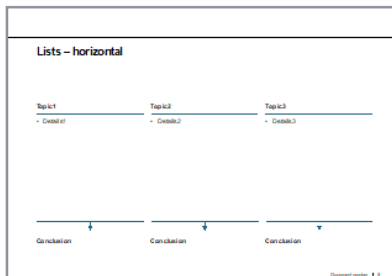 Lists – horizontal
Topic1 Topic2 Topic3
• Details1 • Details2 • Details3
Conclusion Conclusion Conclusion